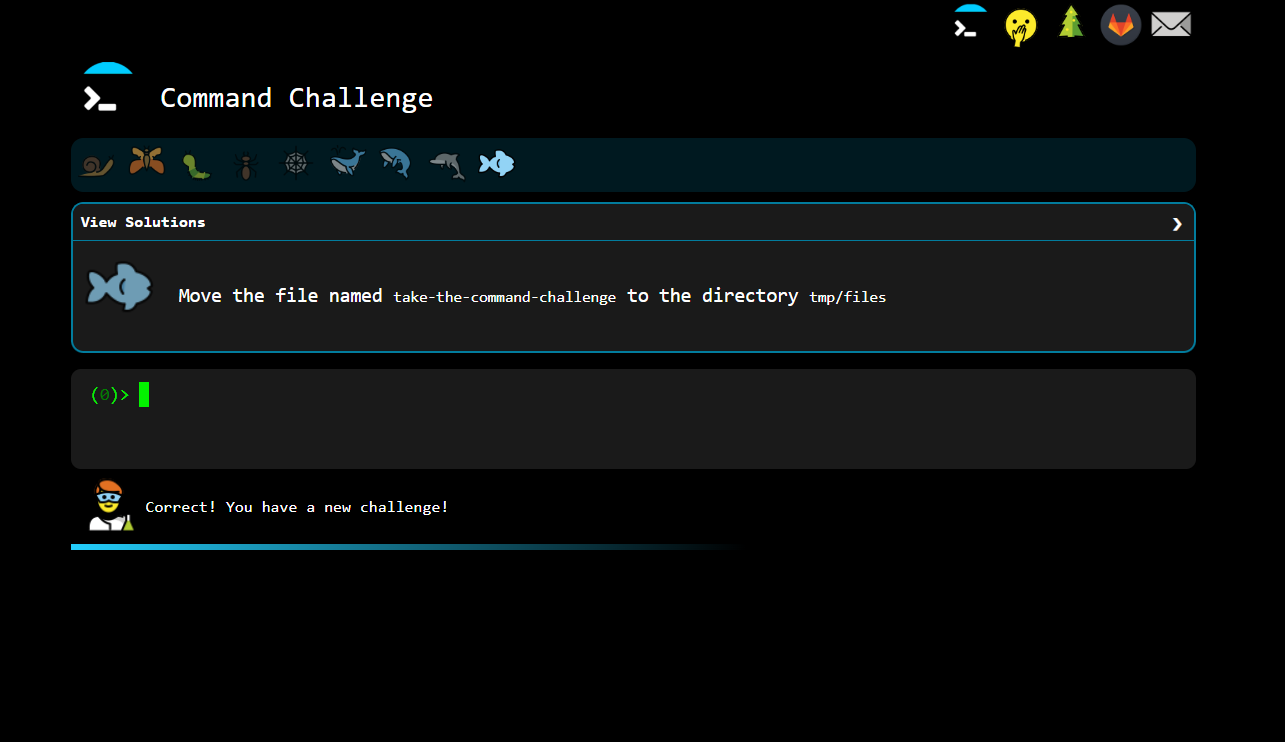 Command Challenge
View Solutions
Move the file named take-the-command-challenge to the directory tmp/files
(0)>
Correct! You have a new challenge!